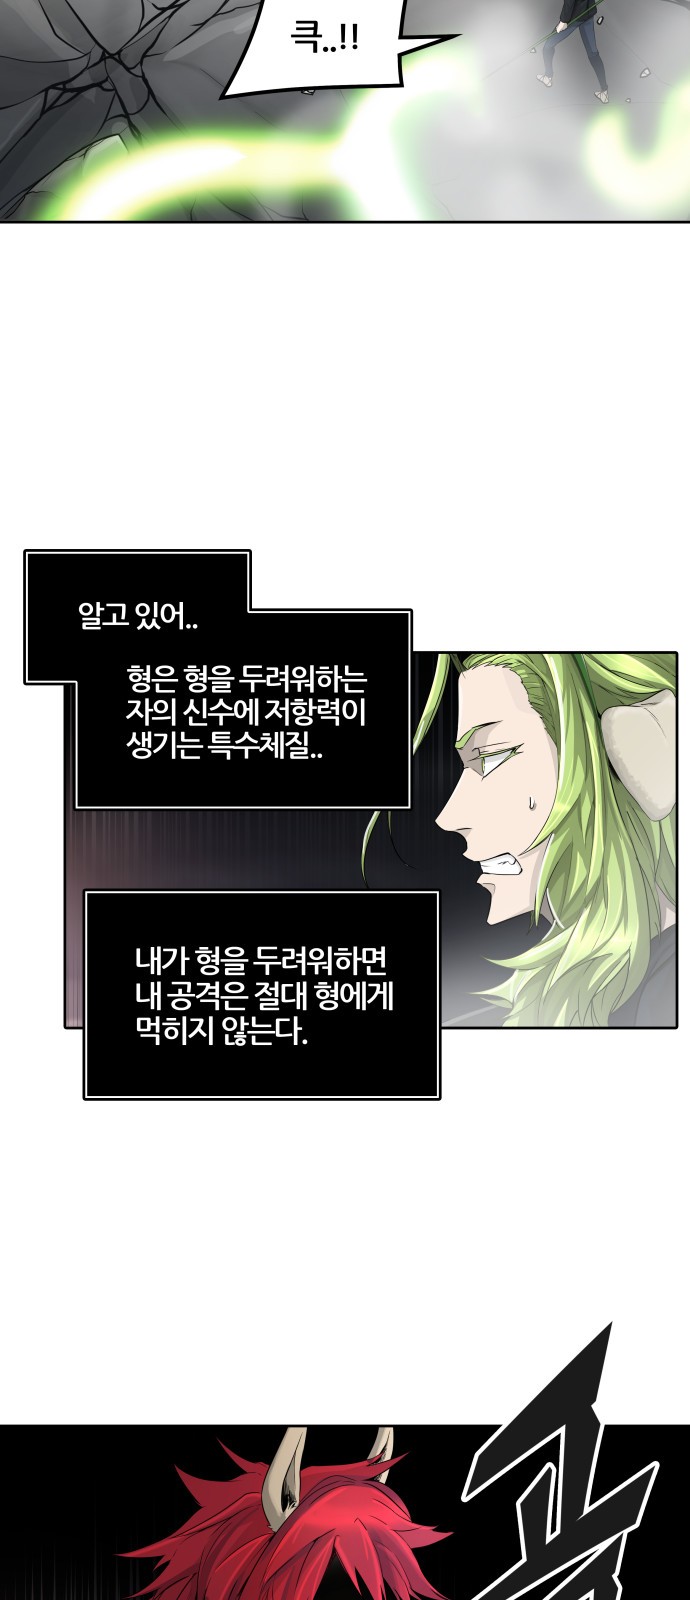 큭..!!
알고 있어..
형은 형을 두려워하는
자의 신수에 저항력이
생기는 특수체질..
내가 형을 두려워하면
내 공격은 절대 형에게
먹히지 않는다.